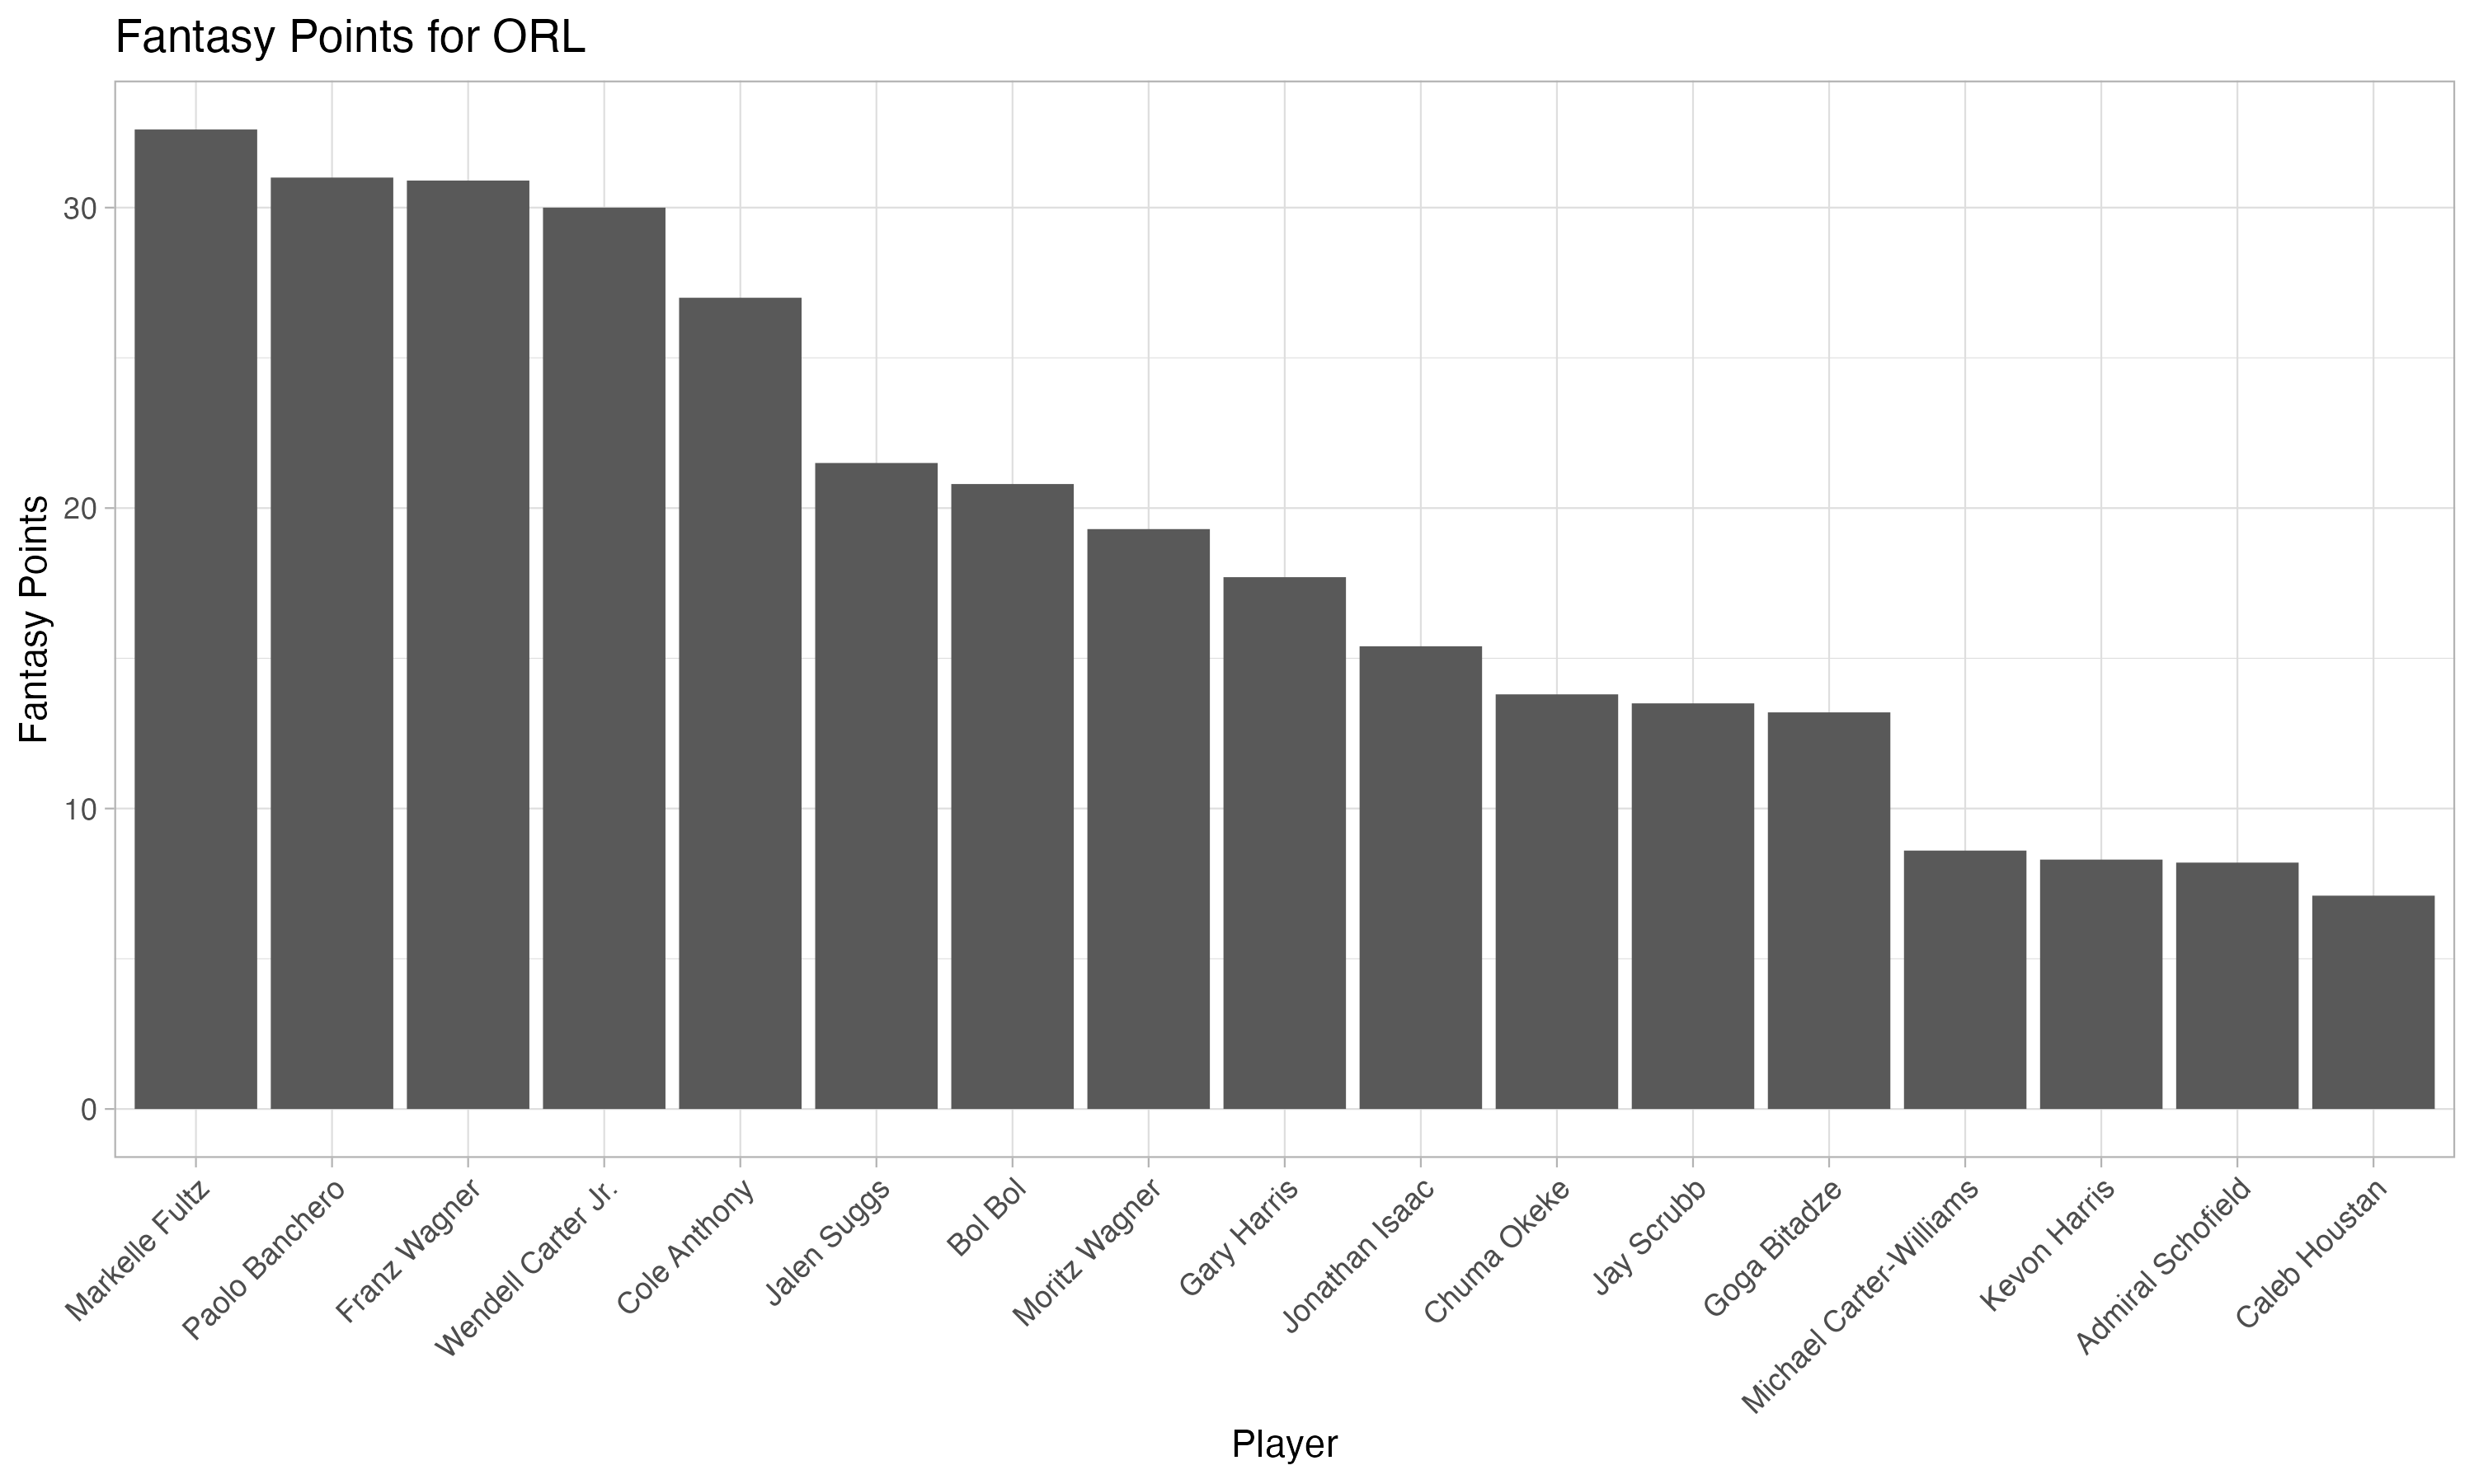 Fantasy Points for ORL
Fantasy Points
30
20
10
0
Markelle Fultz
Paolo Banchero
Franz Wagner
Wendell Carter Jr.
Cole Anthony
Jalen Suggs
Bol Bol
Moritz Wagner
Gary Harris
Jonathan Isaac
Chuma Okeke
Jay Scrubb
Goga Bitadze
Michael Carter-Williams
Kevon Harris
Admiral Schofield
Caleb Houstan
Player